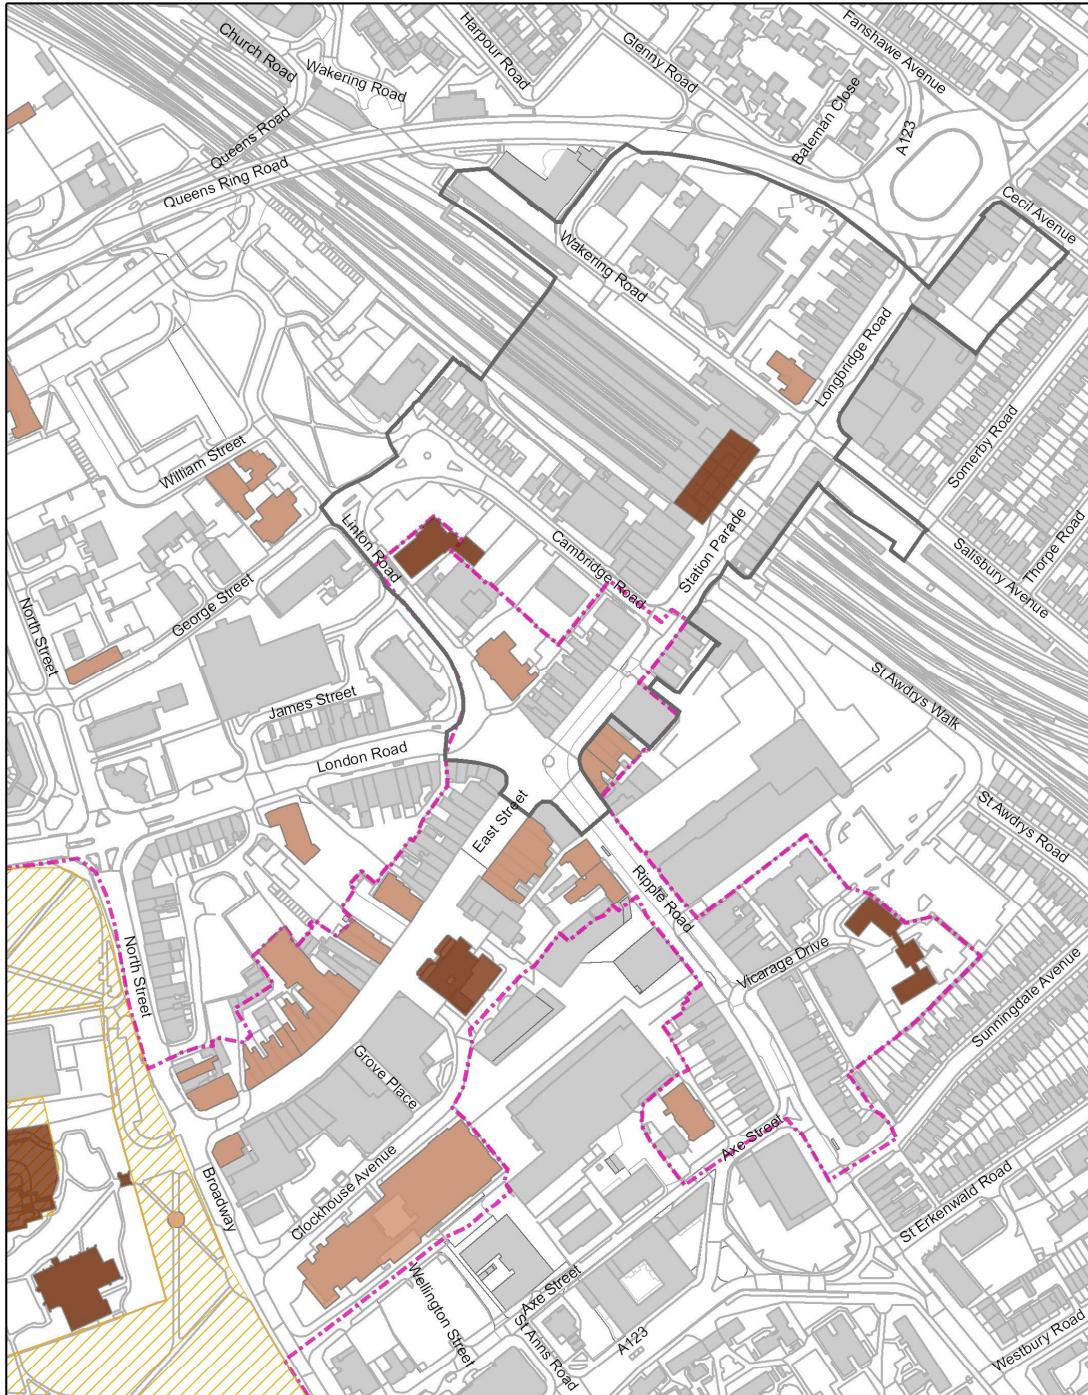 Church Road
Wakering Road
Harpour Road
Glenny Road
Fanshawe Avenue
Bateman Close
A123
Queens Road
Queens Ring Road
Cecil Avenue
Wakering Road
Longbridge Road
William Street
Somerby Road
Linton Road
Cambridge Road
Station Parade
Salisbury Avenue
Thorpe Road
George Street
North Street
James Street
St Awdrys Walk
London Road
East Street
St Awdrys Road
Ripple Road
North Street
Vicarage Drive
Sunningdale Avenue
Grove Place
Axe Street
Broadway
Clockhouse Avenue
St Erkenwald Road
Wellington Street
Axe Street
St Anns Road
A123
Westbury Road